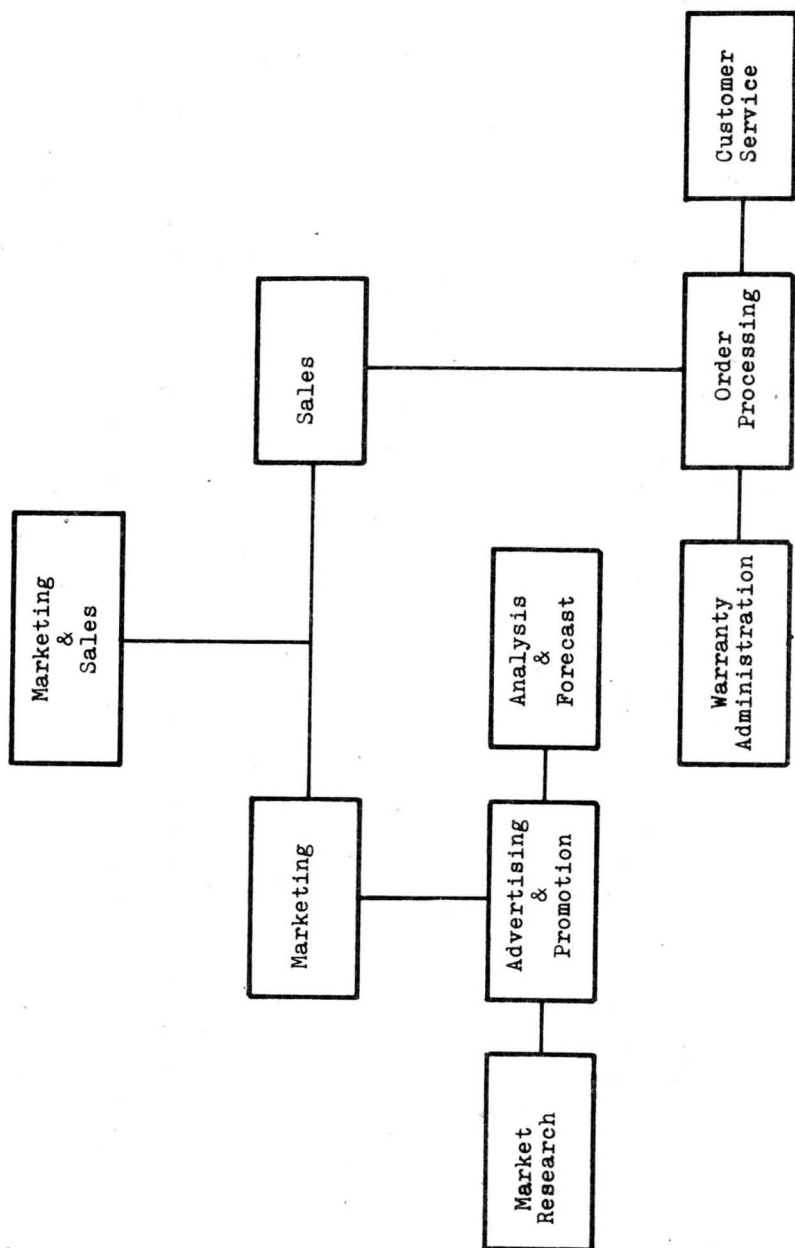 Marketing
&
Sales
Marketing
Sales
Market
Research
Advertising
&
Promotion
Analysis
&
Forecast
Warranty
Administration
Order
Processing
Customer
Service